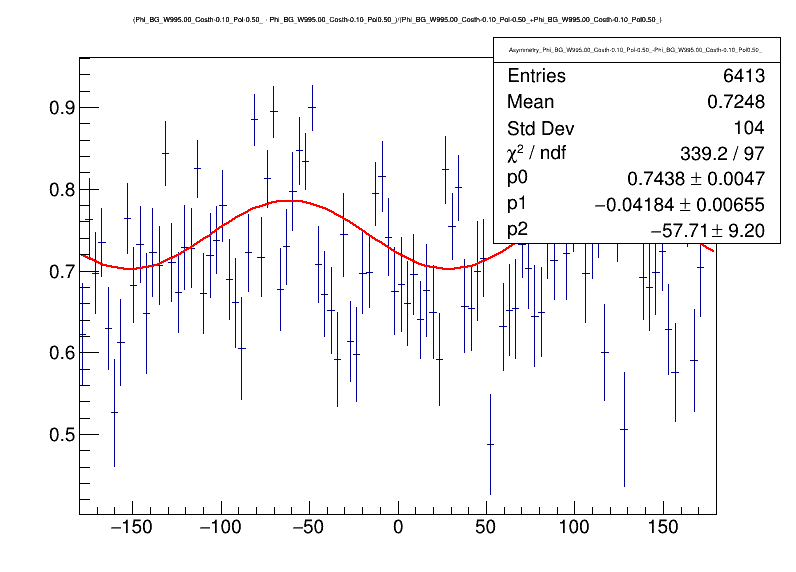 (Phi_BG_W995.00_Costh-0.10_Pol-0.50_ - Phi_BG_W995.00_Costh-0.10_Pol0.50_)/(Phi_BG_W995.00_Costh-0.10_Pol-0.50_+Phi_BG_W995.00_Costh-0.10_Pol0.50_)
Asymmetry_Phi_BG_W995.00_Costh-0.10_Pol-0.50_-Phi_BG_W995.00_Costh-0.10_Pol0.50_
Entries 6413
Mean 0.7248
Std Dev 104
χ² / ndf 339.2 / 97
p0 0.7438 ± 0.0047
p1 −0.04184 ± 0.00655
p2 −57.71 ± 9.20
0.9
0.8
0.7
0.6
0.5
−150 −100 −50 0 50 100 150